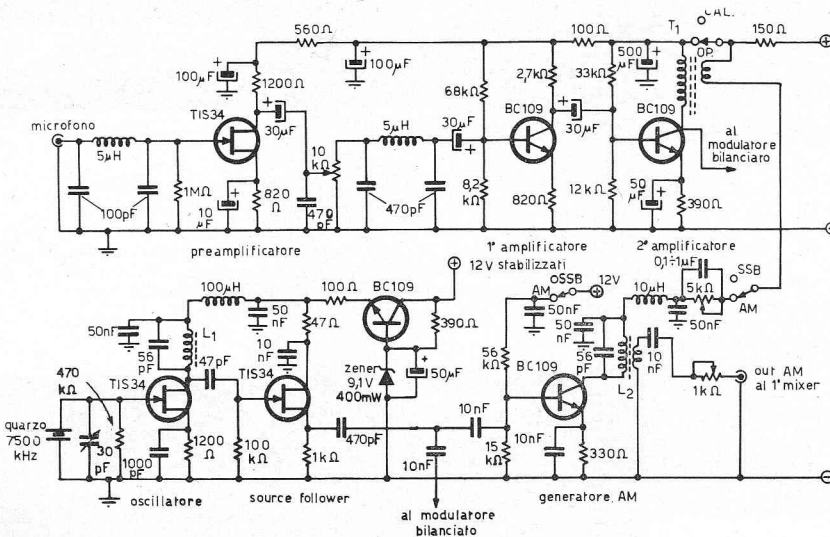 CAL.
T1
560Ω
100Ω
150Ω
OP.
100µF
1200Ω
100µF
2,7kΩ
33kΩ
500µF
68kΩ
TIS34
BC109
BC109
microfono
30µF
10kΩ
5µH
30µF
30µF
5µH
al modulatore bilanciato
1MΩ
820Ω
8,2kΩ
820Ω
12kΩ
50µF
390Ω
100pF
10µF
470pF
470pF
preamplificatore
1° amplificatore
2° amplificatore
12V stabilizzati
0,1÷1µF
100µH
100Ω
BC109
SSB
12V
10µH
5kΩ
SSB
AM
AM
50nF
50nF
47Ω
390Ω
50nF
50nF
50nF
L1
56pF
10nF
56kΩ
56pF
10nF
470kΩ
47pF
zener 9,1V 400mW
50µF
BC109
L2
TIS34
TIS34
out AM al 1° mixer
1kΩ
quarzo 7500 kHz
10nF
30pF
1000pF
1200Ω
100kΩ
1kΩ
470pF
10nF
15kΩ
10nF
330Ω
oscillatore
source follower
generatore AM
al modulatore
bilanciato